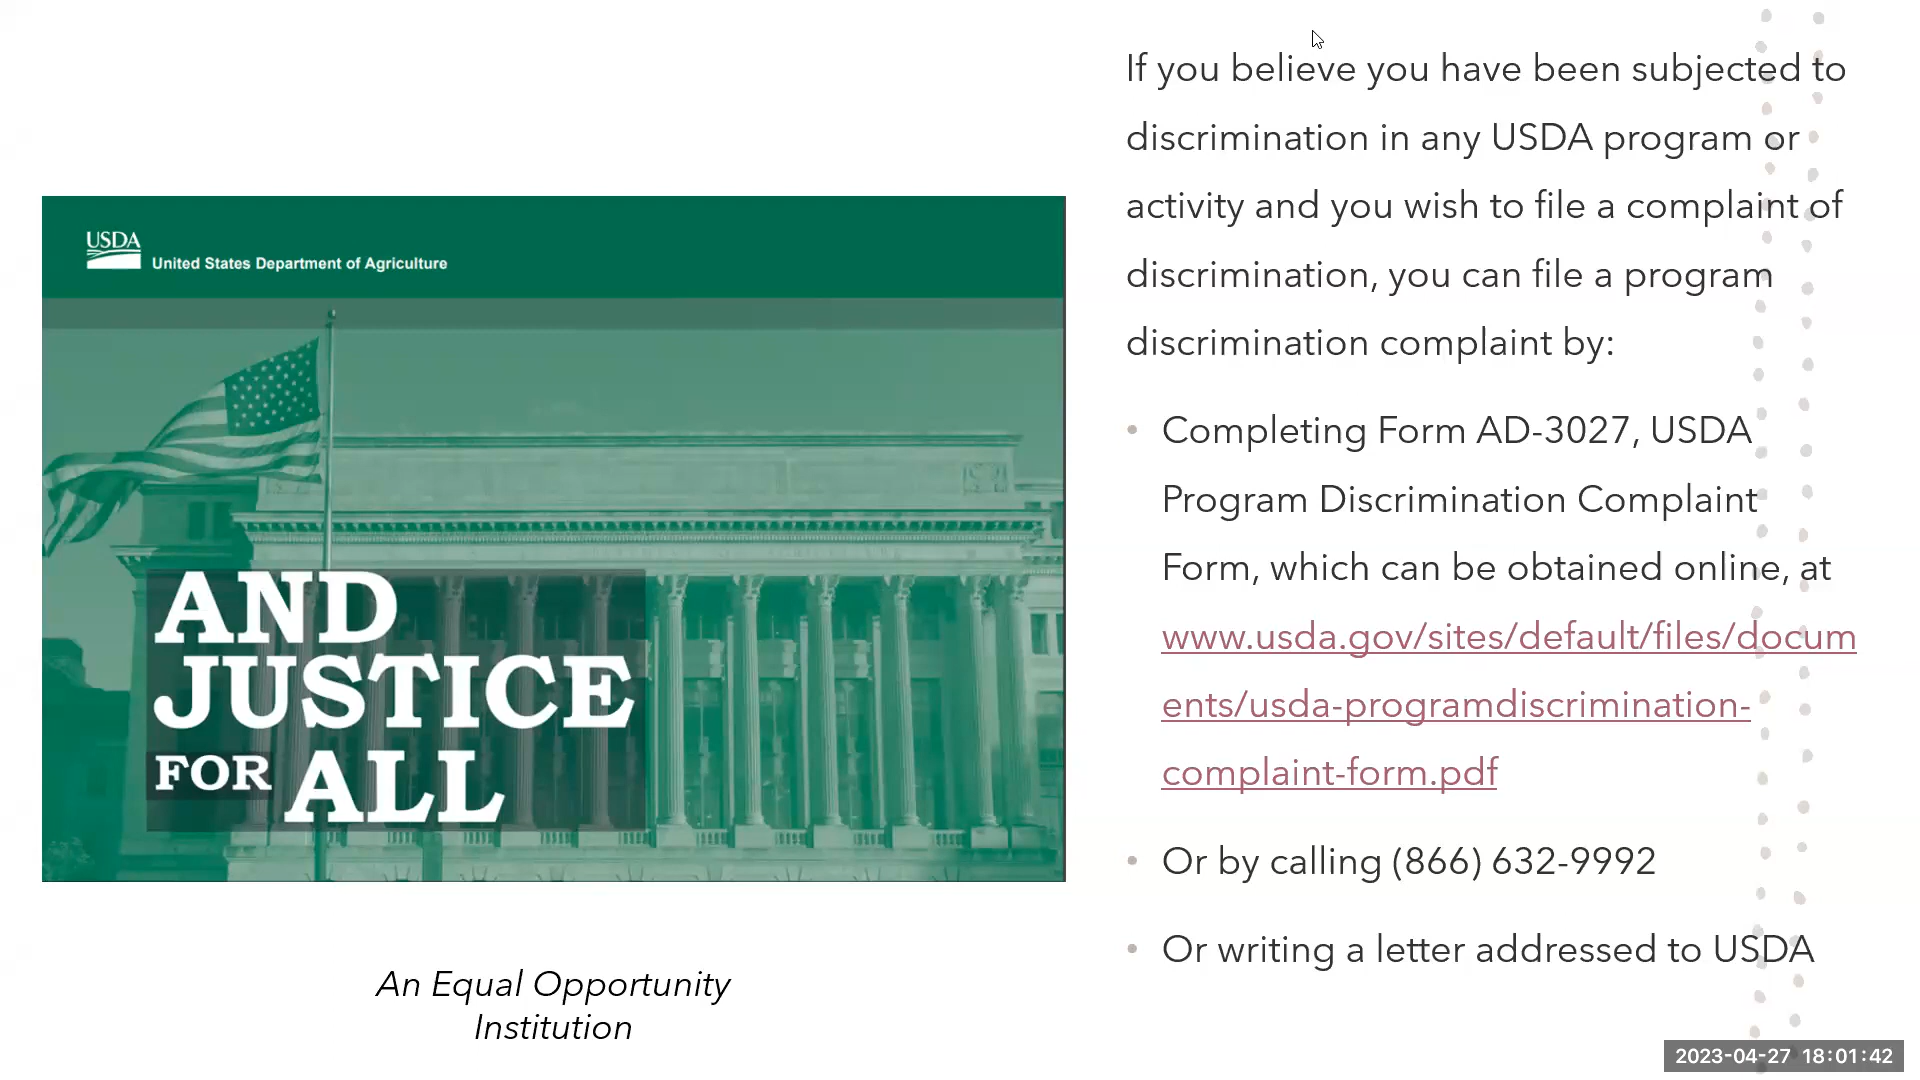 USDA
United States Department of Agriculture
AND
JUSTICE
FOR ALL
An Equal Opportunity
Institution
If you believe you have been subjected to
discrimination in any USDA program or
activity and you wish to file a complaint of
discrimination, you can file a program
discrimination complaint by:
• Completing Form AD-3027, USDA
Program Discrimination Complaint
Form, which can be obtained online, at
www.usda.gov/sites/default/files/docum
ents/usda-programdiscrimination-
complaint-form.pdf
• Or by calling (866) 632-9992
• Or writing a letter addressed to USDA
2023-04-27 18:01:42